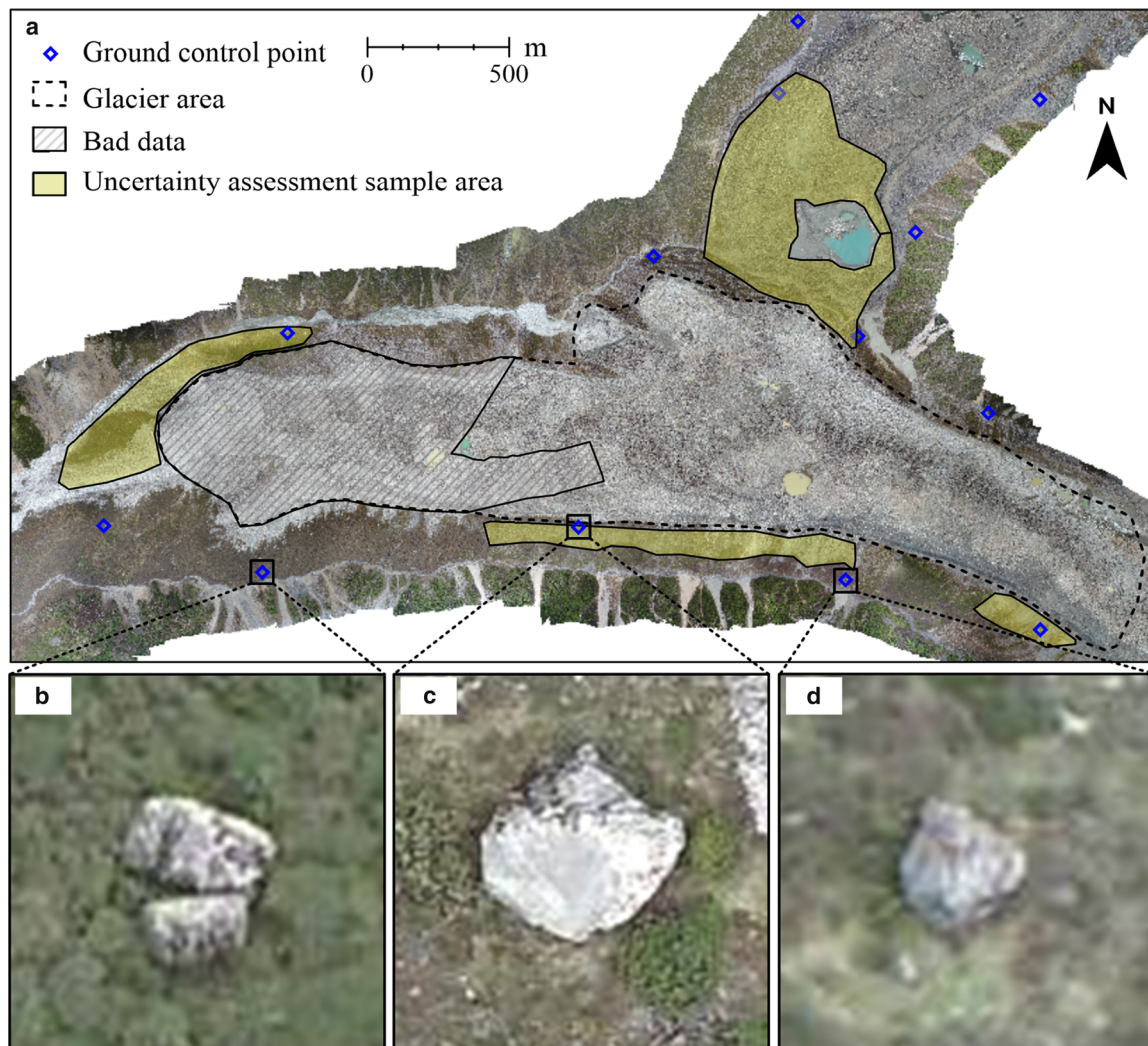 a
Ground control point
m
0 500
Glacier area
Bad data
Uncertainty assessment sample area
N
b
c
d